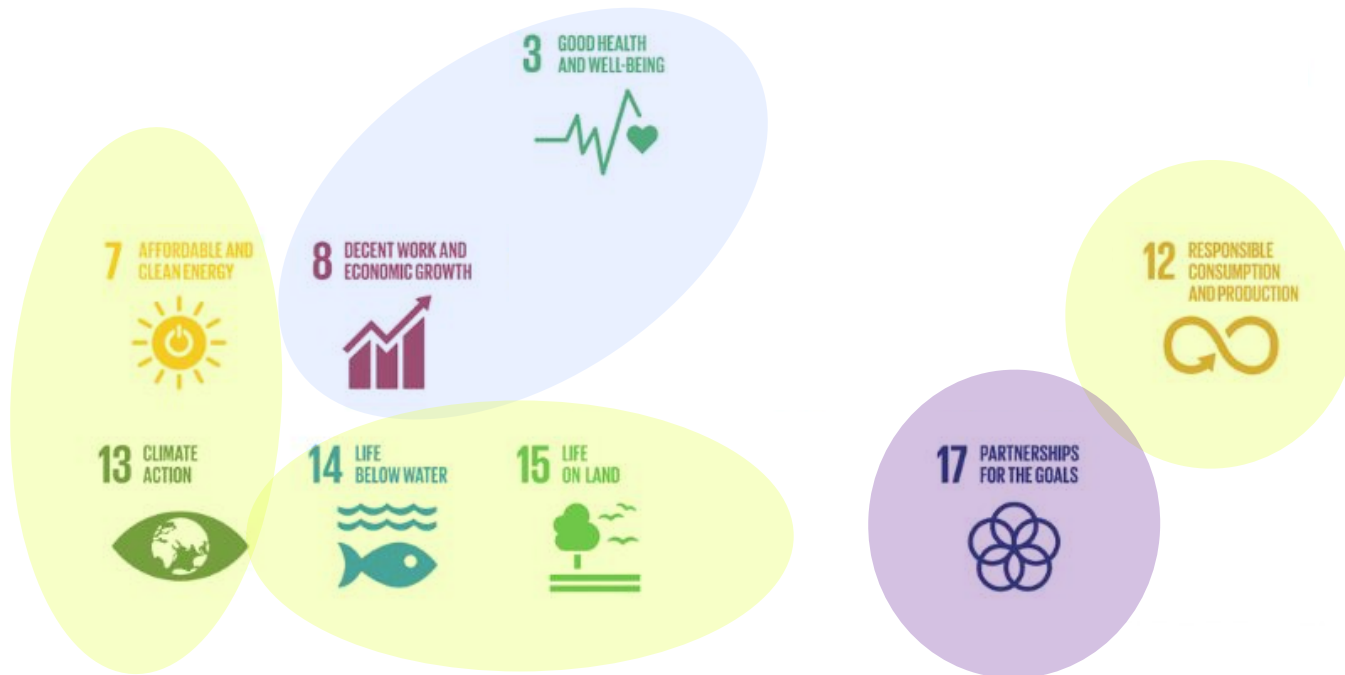 3 GOOD HEALTH
AND WELL-BEING
7 AFFORDABLE AND
CLEAN ENERGY
8 DECENT WORK AND
ECONOMIC GROWTH
12 RESPONSIBLE
CONSUMPTION
AND PRODUCTION
13 CLIMATE
ACTION
14 LIFE
BELOW WATER
15 LIFE
ON LAND
17 PARTNERSHIPS
FOR THE GOALS